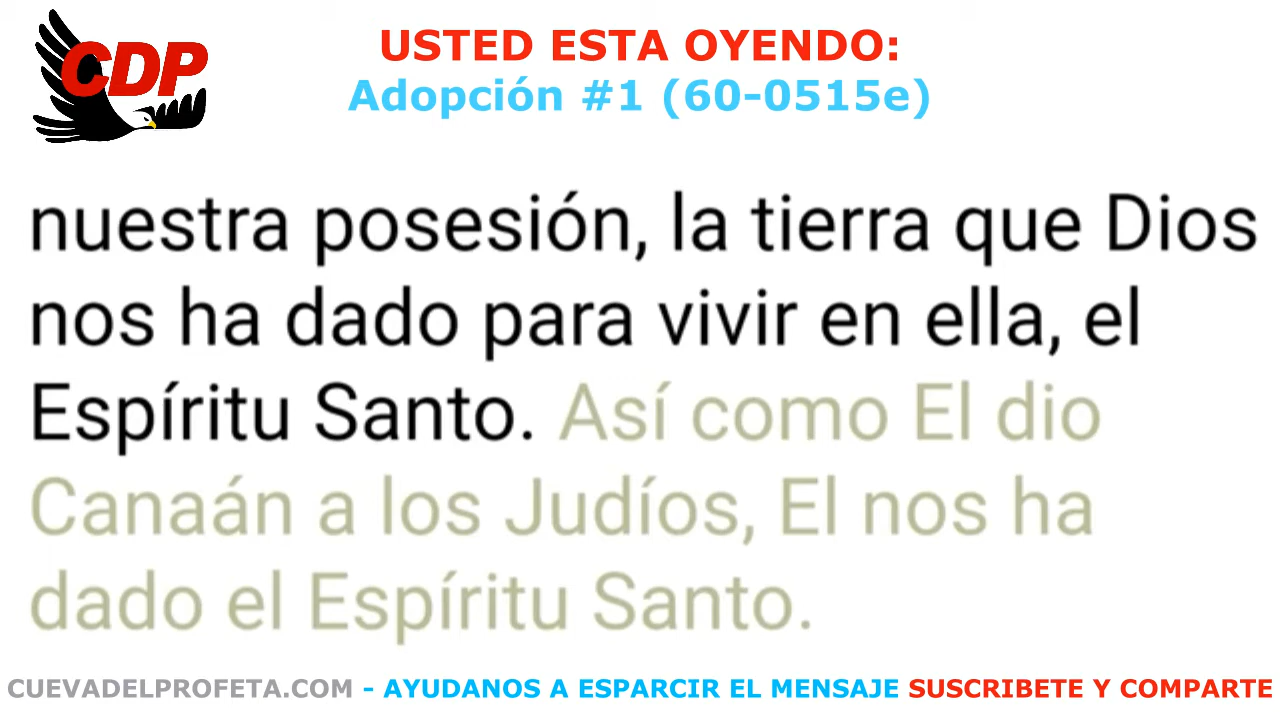 CDP
USTED ESTA OYENDO:
Adopción #1 (60-0515e)
nuestra posesión, la tierra que Dios
nos ha dado para vivir en ella, el
Espíritu Santo. Así como El dio
Canaán a los Judíos, El nos ha
dado el Espíritu Santo.
CUEVADELPROFETA.COM - AYUDANOS A ESPARCIR EL MENSAJE SUSCRIBETE Y COMPARTE